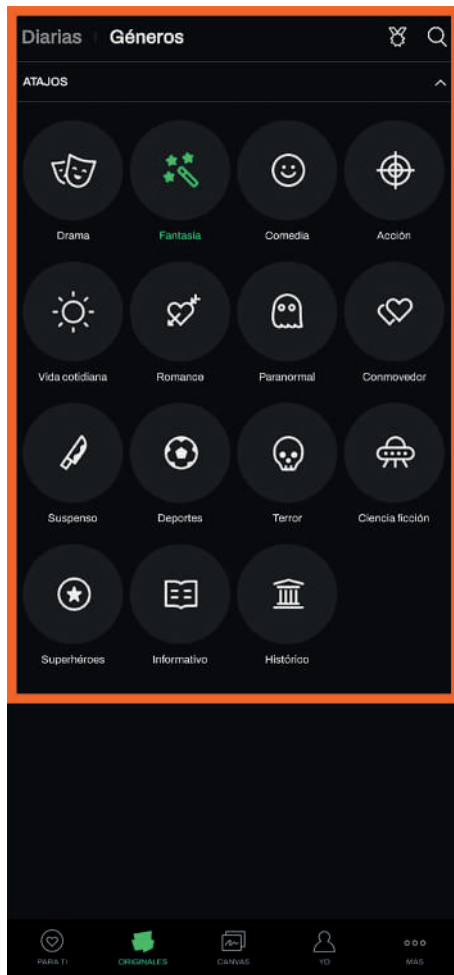 Diarias Géneros
ATAJOS
Drama Fantasía Comedia Acción
Vida cotidiana Romance Paranormal Conmovedor
Suspenso Deportes Terror Ciencia ficción
Superhéroes Informativo Histórico
PARA TI ORIGINALES CANVAS YO MÁS